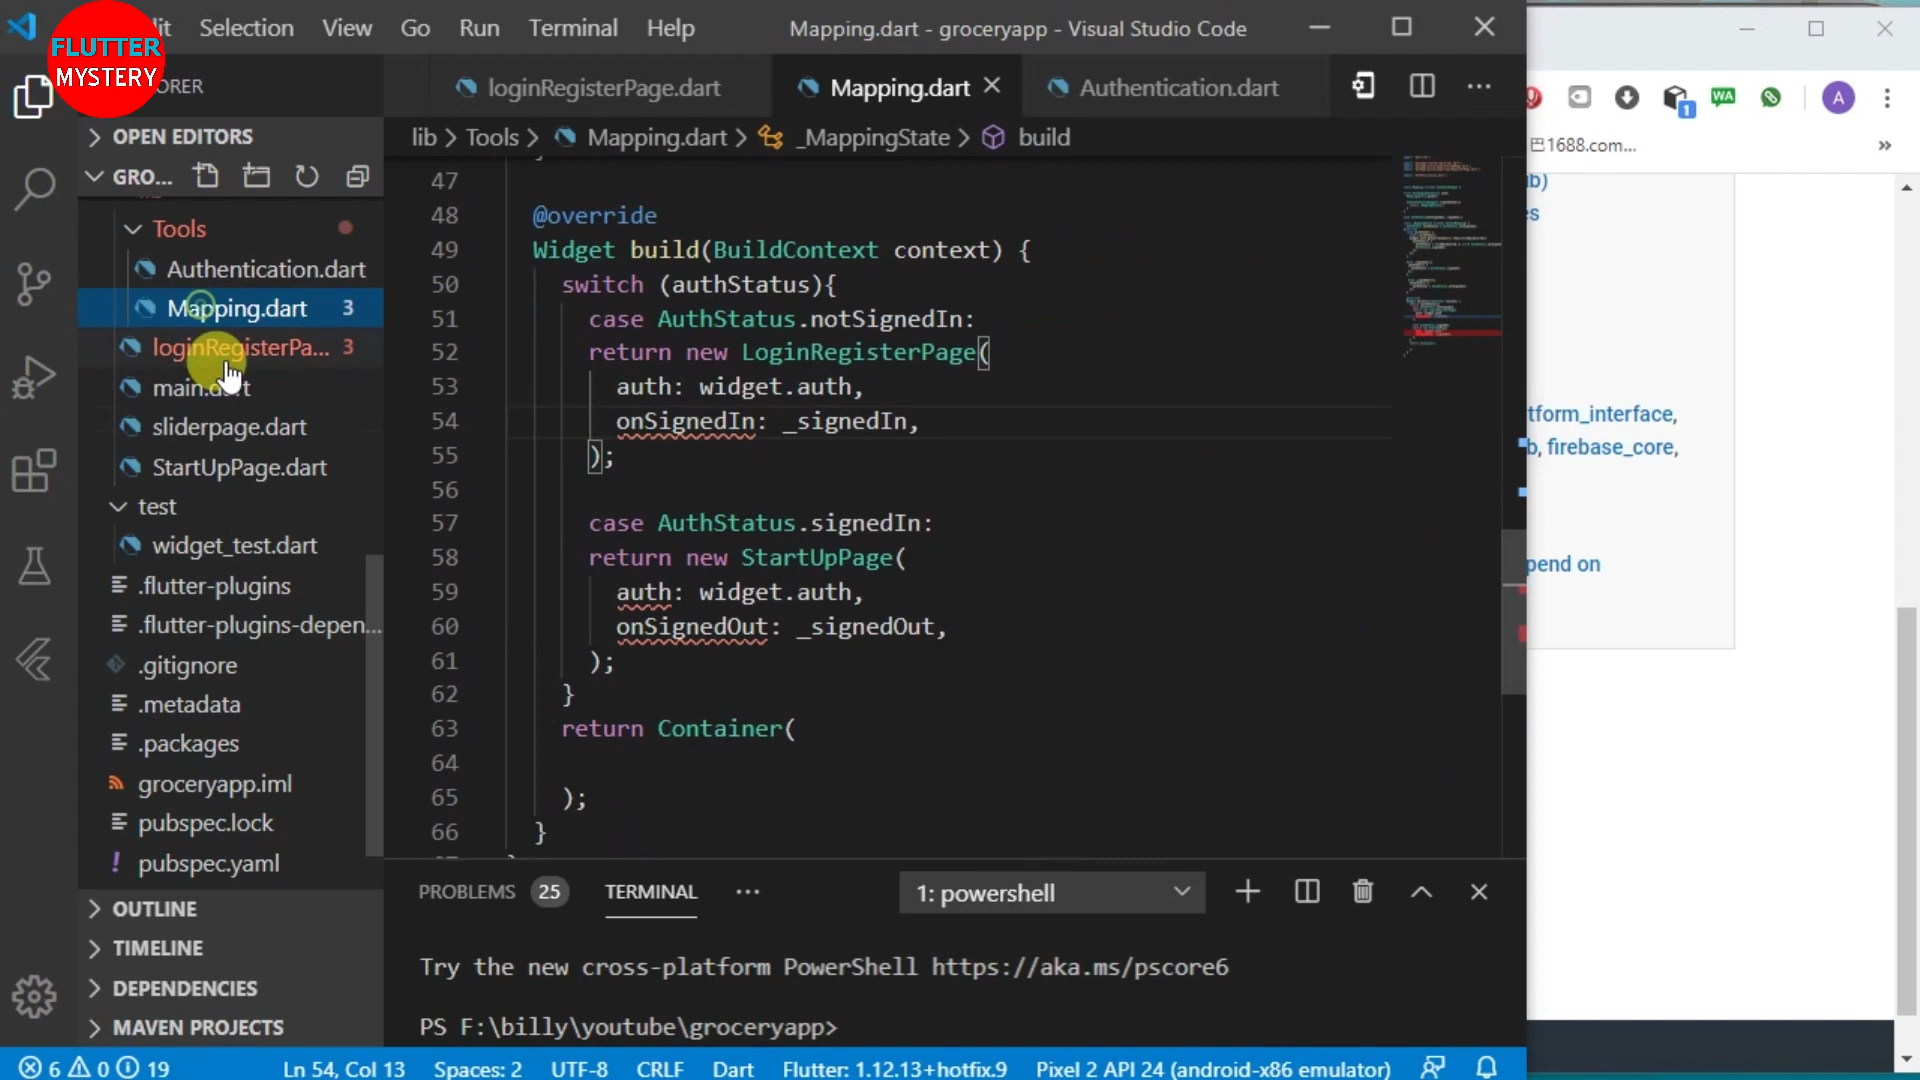 FLUTTER
MYSTERY
Selection View Go Run Terminal Help
Mapping.dart - groceryapp - Visual Studio Code
loginRegisterPage.dart
Mapping.dart
Authentication.dart
OPEN EDITORS
GRO...
Tools
Authentication.dart
Mapping.dart 3
loginRegisterPa... 3
main.dart
sliderpage.dart
StartUpPage.dart
test
widget_test.dart
.flutter-plugins
.flutter-plugins-depen...
.gitignore
.metadata
.packages
groceryapp.iml
pubspec.lock
pubspec.yaml
OUTLINE
TIMELINE
DEPENDENCIES
MAVEN PROJECTS
lib > Tools > Mapping.dart > _MappingState > build
47
48 @override
49 Widget build(BuildContext context) {
50 switch (authStatus){
51 case AuthStatus.notSignedIn:
52 return new LoginRegisterPage(
53 auth: widget.auth,
54 onSignedIn: _signedIn,
55 );
56
57 case AuthStatus.signedIn:
58 return new StartUpPage(
59 auth: widget.auth,
60 onSignedOut: _signedOut,
61 );
62 }
63 return Container(
64
65 );
66 }
PROBLEMS 25 TERMINAL ...
1: powershell
Try the new cross-platform PowerShell https://aka.ms/pscore6
PS F:\billy\youtube\groceryapp>
6 0 19
Ln 54, Col 13 Spaces: 2 UTF-8 CRLF Dart Flutter: 1.12.13+hotfix.9 Pixel 2 API 24 (android-x86 emulator)
1
WA
A
1688.com...
tform_interface,
b, firebase_core,
pend on